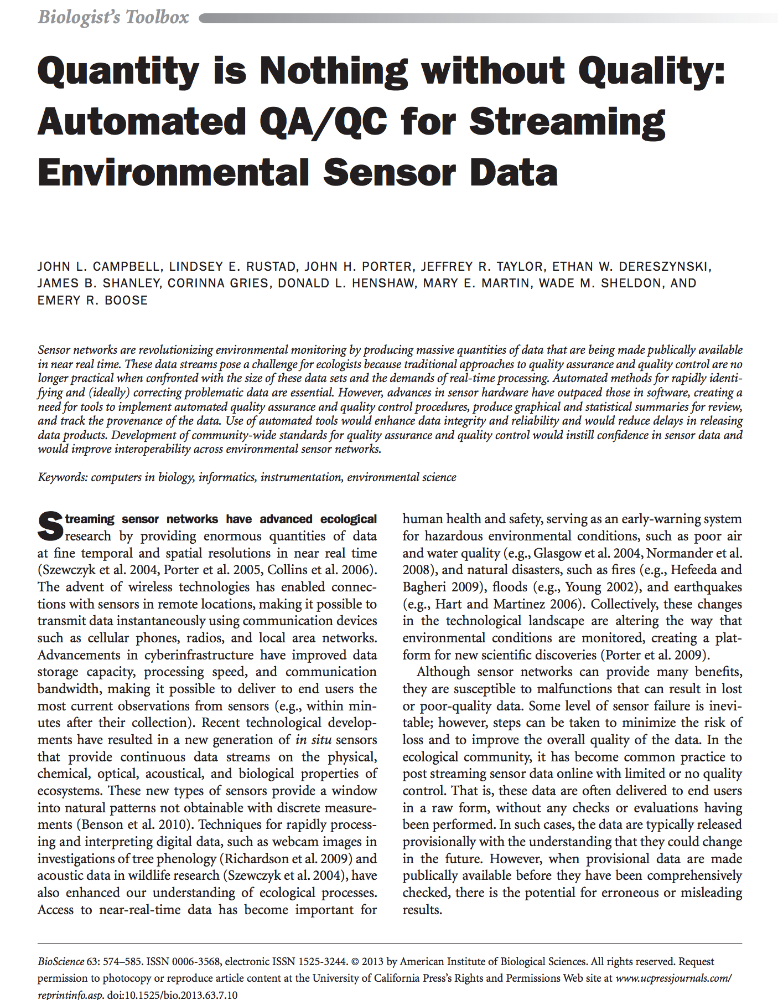 Biologist's Toolbox
Quantity is Nothing without Quality:
Automated QA/QC for Streaming
Environmental Sensor Data
JOHN L. CAMPBELL, LINDSEY E. RUSTAD, JOHN H. PORTER, JEFFREY R. TAYLOR, ETHAN W. DERESZYNSKI,
JAMES B. SHANLEY, CORINNA GRIES, DONALD L. HENSHAW, MARY E. MARTIN, WADE M. SHELDON, AND
EMERY R. BOOSE
Sensor networks are revolutionizing environmental monitoring by producing massive quantities of data that are being made publically available
in near real time. These data streams pose a challenge for ecologists because traditional approaches to quality assurance and quality control are no
longer practical when confronted with the size of these data sets and the demands of real-time processing. Automated methods for rapidly identi-
fying and (ideally) correcting problematic data are essential. However, advances in sensor hardware have outpaced those in software, creating a
need for tools to implement automated quality assurance and quality control procedures, produce graphical and statistical summaries for review,
and track the provenance of the data. Use of automated tools would enhance data integrity and reliability and would reduce delays in releasing
data products. Development of community-wide standards for quality assurance and quality control would instill confidence in sensor data and
would improve interoperability across environmental sensor networks.
Keywords: computers in biology, informatics, instrumentation, environmental science
Streaming sensor networks have advanced ecological
research by providing enormous quantities of data
at fine temporal and spatial resolutions in near real time
(Szewczyk et al. 2004, Porter et al. 2005, Collins et al. 2006).
The advent of wireless technologies has enabled connec-
tions with sensors in remote locations, making it possible to
transmit data instantaneously using communication devices
such as cellular phones, radios, and local area networks.
Advancements in cyberinfrastructure have improved data
storage capacity, processing speed, and communication
bandwidth, making it possible to deliver to end users the
most current observations from sensors (e.g., within min-
utes after their collection). Recent technological develop-
ments have resulted in a new generation of in situ sensors
that provide continuous data streams on the physical,
chemical, optical, acoustical, and biological properties of
ecosystems. These new types of sensors provide a window
into natural patterns not obtainable with discrete measure-
ments (Benson et al. 2010). Techniques for rapidly process-
ing and interpreting digital data, such as webcam images in
investigations of tree phenology (Richardson et al. 2009) and
acoustic data in wildlife research (Szewczyk et al. 2004), have
also enhanced our understanding of ecological processes.
Access to near-real-time data has become important for
human health and safety, serving as an early-warning system
for hazardous environmental conditions, such as poor air
and water quality (e.g., Glasgow et al. 2004, Normander et al.
2008), and natural disasters, such as fires (e.g., Hefeeda and
Bagheri 2009), floods (e.g., Young 2002), and earthquakes
(e.g., Hart and Martinez 2006). Collectively, these changes
in the technological landscape are altering the way that
environmental conditions are monitored, creating a plat-
form for new scientific discoveries (Porter et al. 2009).
Although sensor networks can provide many benefits,
they are susceptible to malfunctions that can result in lost
or poor-quality data. Some level of sensor failure is inevi-
table; however, steps can be taken to minimize the risk of
loss and to improve the overall quality of the data. In the
ecological community, it has become common practice to
post streaming sensor data online with limited or no quality
control. That is, these data are often delivered to end users
in a raw form, without any checks or evaluations having
been performed. In such cases, the data are typically released
provisionally with the understanding that they could change
in the future. However, when provisional data are made
publically available before they have been comprehensively
checked, there is the potential for erroneous or misleading
results.
BioScience 63: 574–585. ISSN 0006-3568, electronic ISSN 1525-3244. © 2013 by American Institute of Biological Sciences. All rights reserved. Request
permission to photocopy or reproduce article content at the University of California Press's Rights and Permissions Web site at www.ucpressjournals.com/
reprintinfo.asp. doi:10.1525/bio.2013.63.7.10